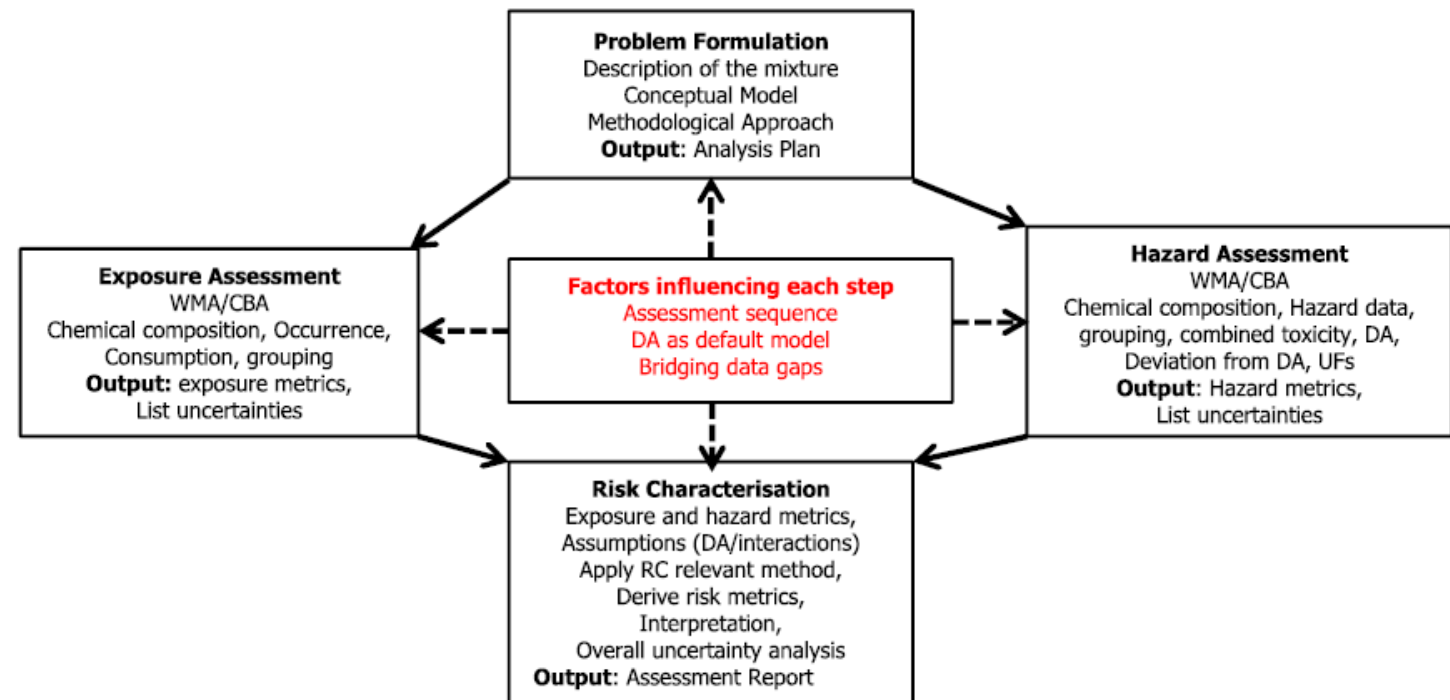 Problem Formulation
Description of the mixture
Conceptual Model
Methodological Approach
Output: Analysis Plan
Exposure Assessment
WMA/CBA
Chemical composition, Occurrence,
Consumption, grouping
Output: exposure metrics,
List uncertainties
Factors influencing each step
Assessment sequence
DA as default model
Bridging data gaps
Hazard Assessment
WMA/CBA
Chemical composition, Hazard data,
grouping, combined toxicity, DA,
Deviation from DA, UFs
Output: Hazard metrics,
List uncertainties
Risk Characterisation
Exposure and hazard metrics,
Assumptions (DA/interactions)
Apply RC relevant method,
Derive risk metrics,
Interpretation,
Overall uncertainty analysis
Output: Assessment Report